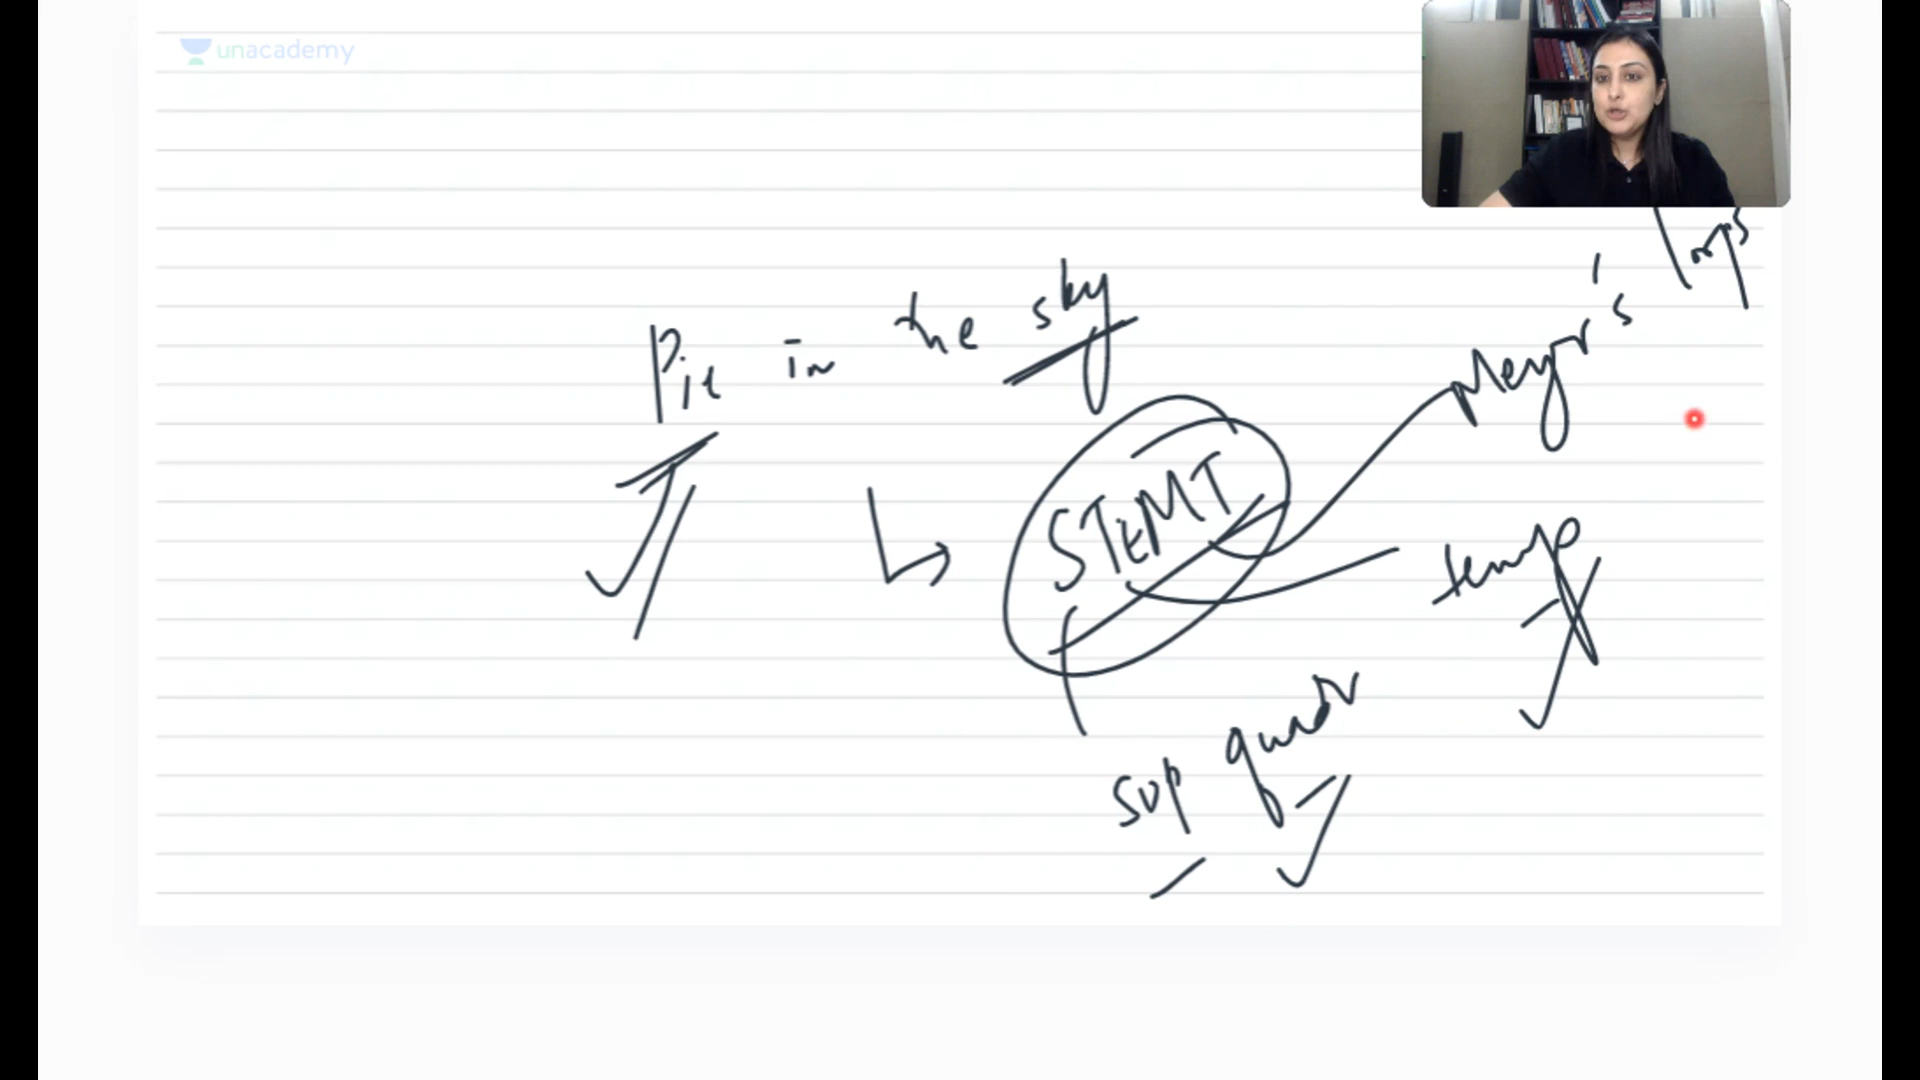 unacademy
Pie in the sky
STEMT
Meyer's loops
temp
sup quadr